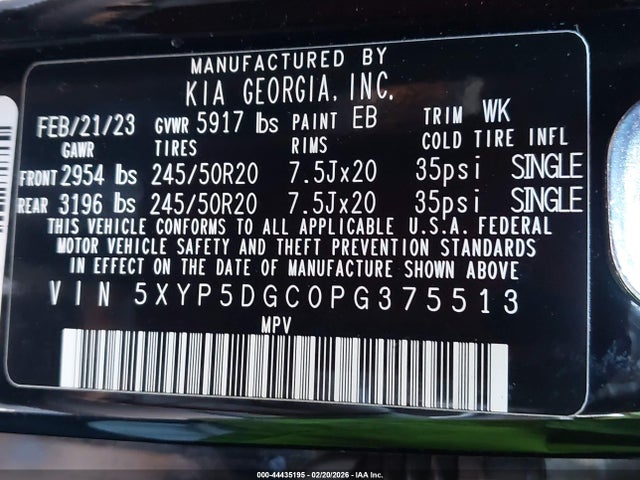 MANUFACTURED BY
KIA GEORGIA, INC.
FEB/21/23 GVWR 5917 lbs PAINT EB TRIM WK
GAWR TIRES RIMS COLD TIRE INFL
FRONT 2954 lbs 245/50R20 7.5Jx20 35psi SINGLE
REAR 3196 lbs 245/50R20 7.5Jx20 35psi SINGLE
THIS VEHICLE CONFORMS TO ALL APPLICABLE U.S.A. FEDERAL
MOTOR VEHICLE SAFETY AND THEFT PREVENTION STANDARDS
IN EFFECT ON THE DATE OF MANUFACTURE SHOWN ABOVE
VIN 5XYP5DGC0PG375513
MPV
000-44435195 - 02/20/2026 - IAA Inc.